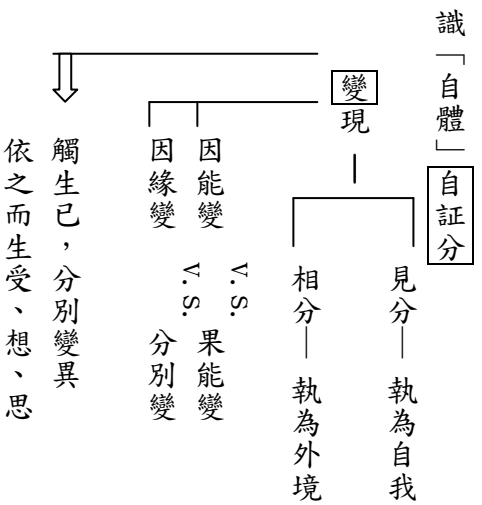 識「自體」自証分
見分— 執為自我
變現
相分— 執為外境
因能變 v.s. 果能變
因緣變 v.s. 分別變
觸生已，分別變異
依之而生受、想、思